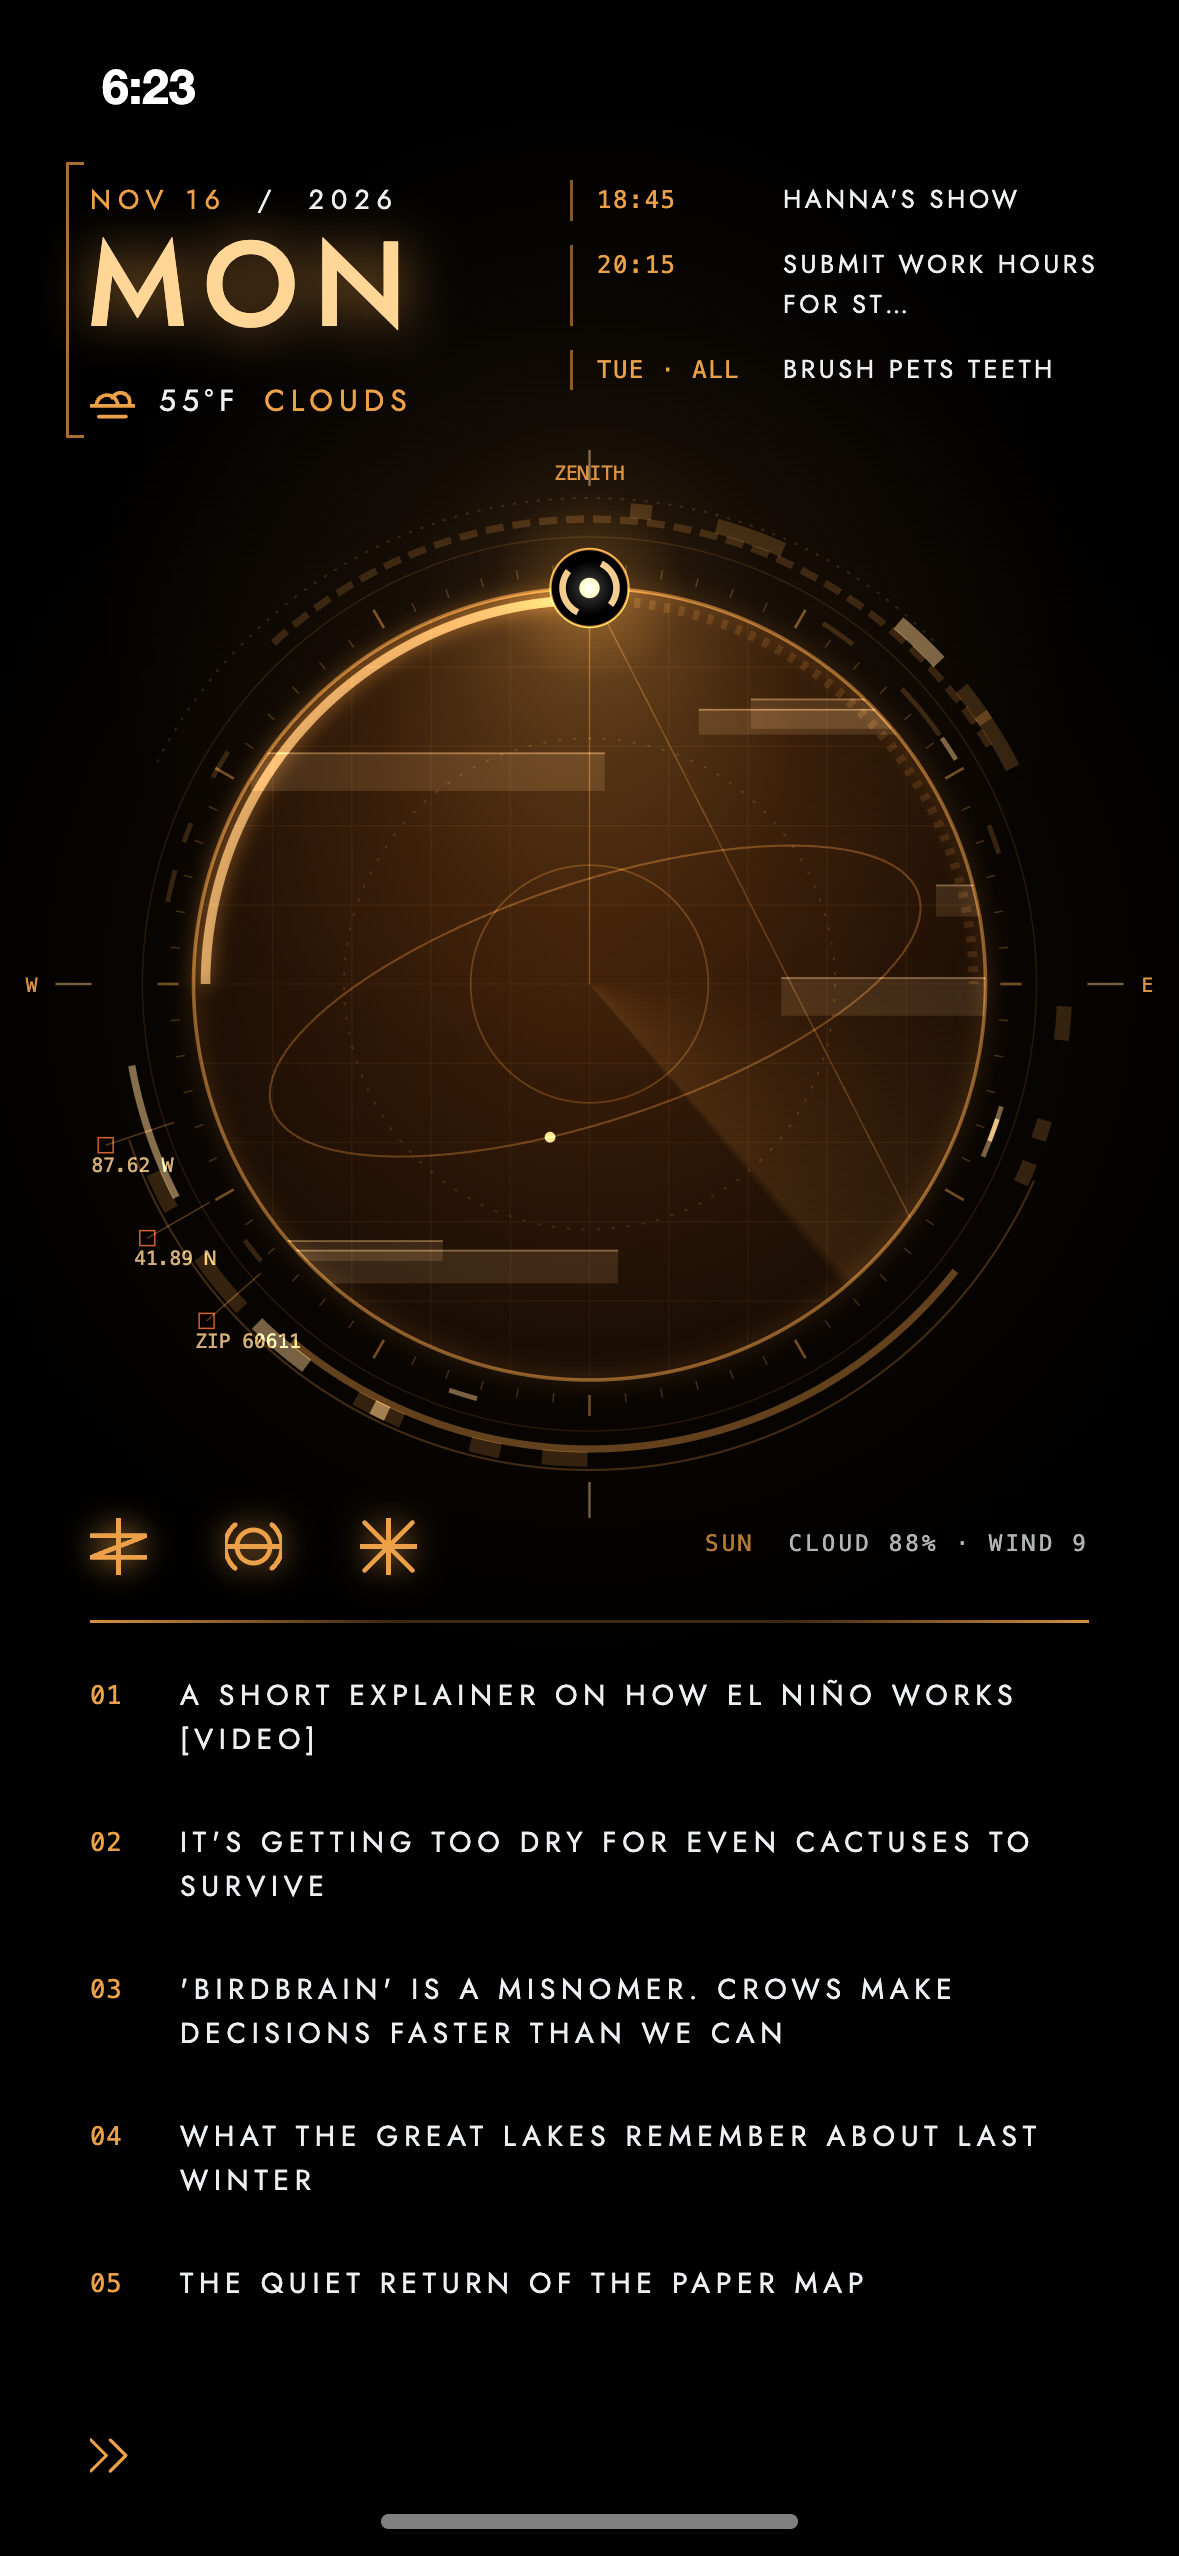 6:23
NOV 16 / 2026
MON
55°F CLOUDS
18:45 HANNA'S SHOW
20:15 SUBMIT WORK HOURS
FOR ST...
TUE · ALL BRUSH PETS TEETH
ZENITH
W
E
87.62 W
41.89 N
ZIP 60611
SUN CLOUD 88% · WIND 9
01 A SHORT EXPLAINER ON HOW EL NIÑO WORKS
[VIDEO]
02 IT'S GETTING TOO DRY FOR EVEN CACTUSES TO
SURVIVE
03 'BIRDBRAIN' IS A MISNOMER. CROWS MAKE
DECISIONS FASTER THAN WE CAN
04 WHAT THE GREAT LAKES REMEMBER ABOUT LAST
WINTER
05 THE QUIET RETURN OF THE PAPER MAP